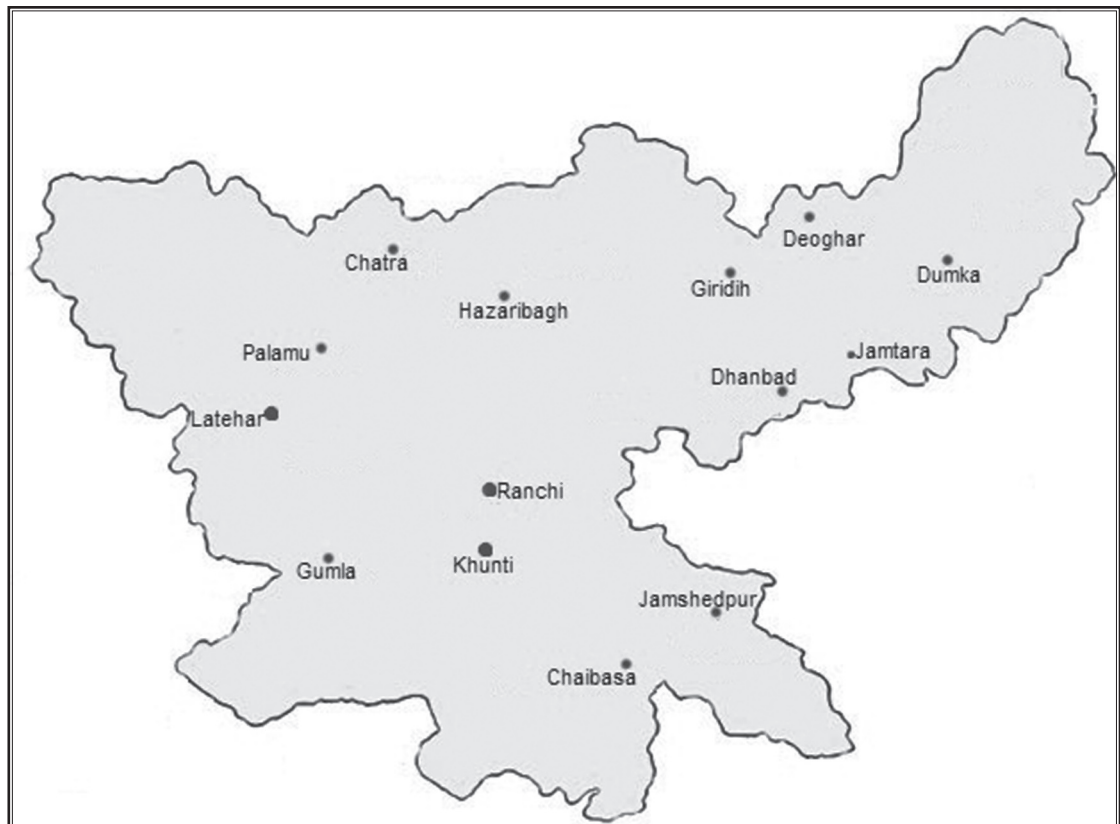 Deoghar
Chatra
Dumka
Giridih
Hazaribagh
Palamu
Jamtara
Dhanbad
Latehar
Ranchi
Khunti
Gumla
Jamshedpur
Chaibasa